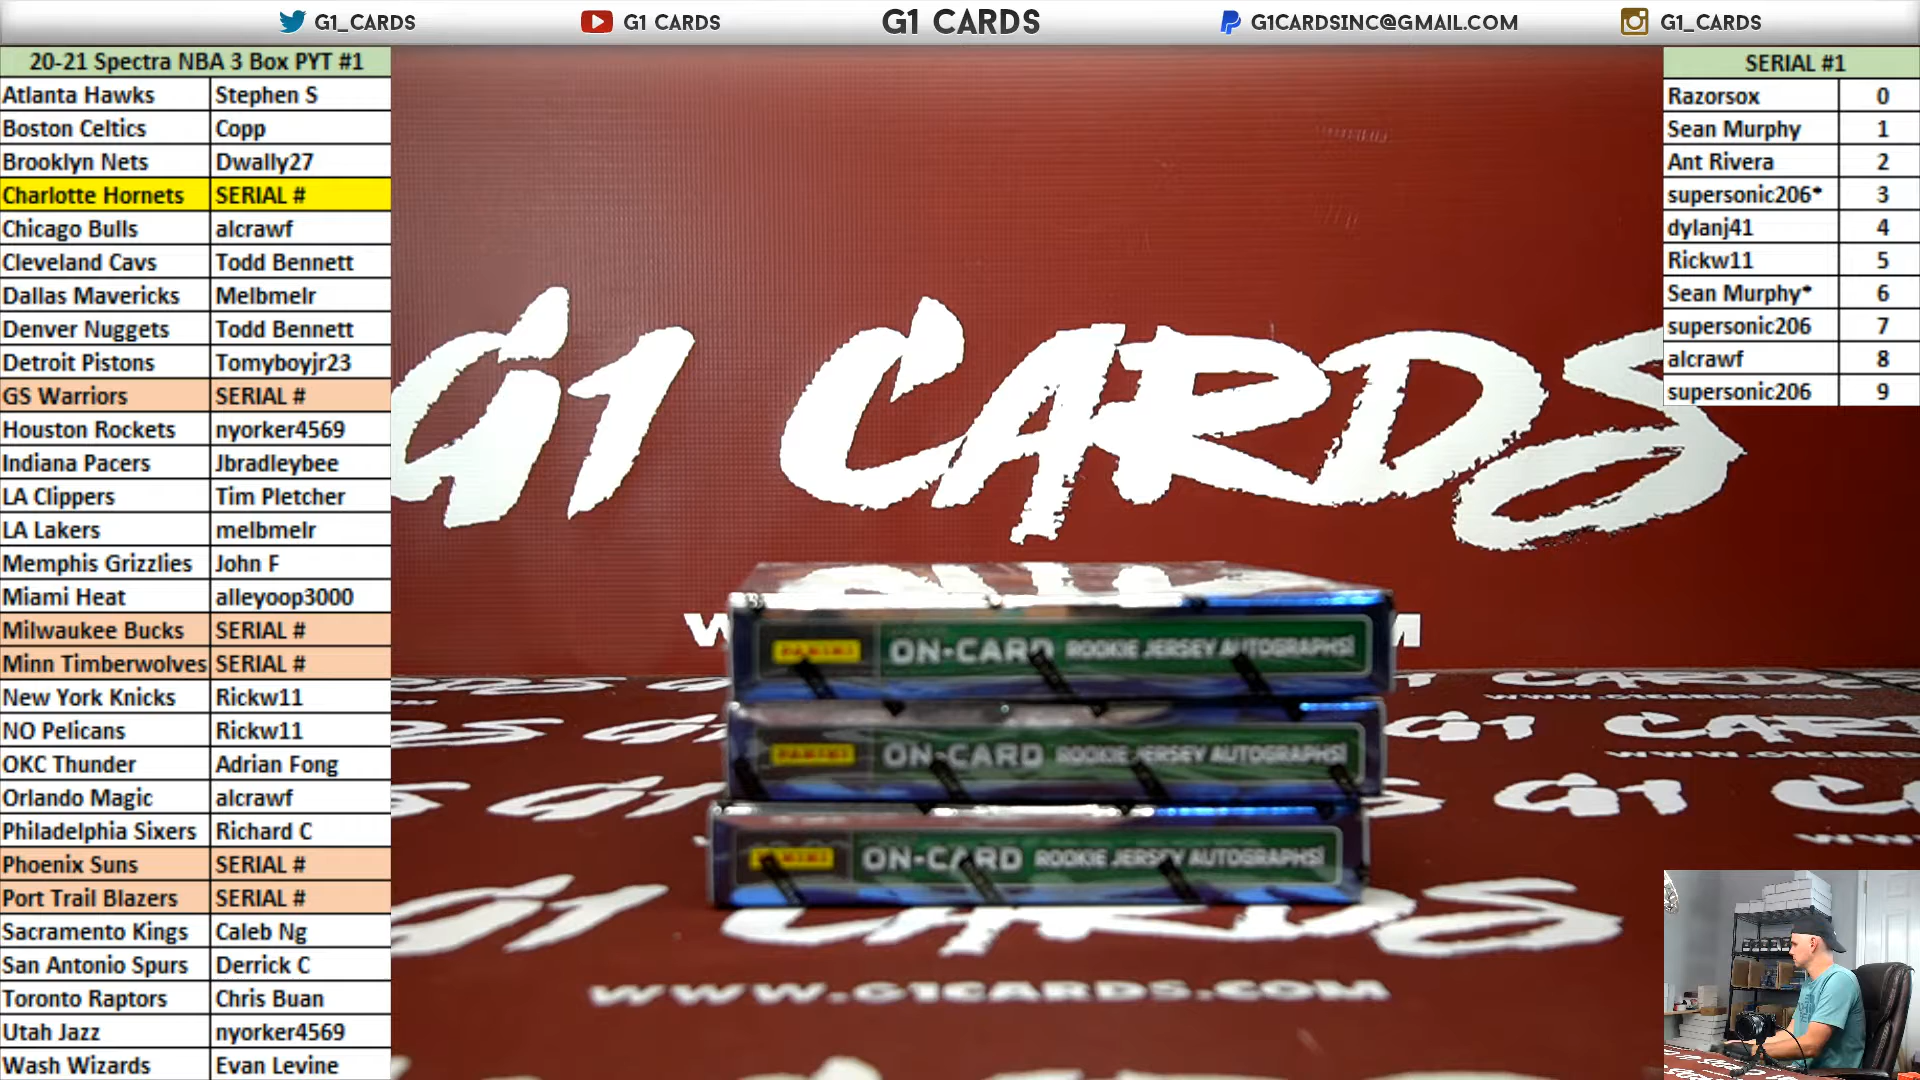 G1_CARDS G1 CARDS G1 CARDS G1CARDSINC@GMAIL.COM G1_CARDS
20-21 Spectra NBA 3 Box PYT #1
Atlanta Hawks Stephen S
Boston Celtics Copp
Brooklyn Nets Dwally27
Charlotte Hornets SERIAL #
Chicago Bulls alcrawf
Cleveland Cavs Todd Bennett
Dallas Mavericks Melbmelr
Denver Nuggets Todd Bennett
Detroit Pistons Tomyboyjr23
GS Warriors SERIAL #
Houston Rockets nyorker4569
Indiana Pacers Jbradleybee
LA Clippers Tim Pletcher
LA Lakers melbmelr
Memphis Grizzlies John F
Miami Heat alleyoop3000
Milwaukee Bucks SERIAL #
Minn Timberwolves SERIAL #
New York Knicks Rickw11
NO Pelicans Rickw11
OKC Thunder Adrian Fong
Orlando Magic alcrawf
Philadelphia Sixers Richard C
Phoenix Suns SERIAL #
Port Trail Blazers SERIAL #
Sacramento Kings Caleb Ng
San Antonio Spurs Derrick C
Toronto Raptors Chris Buan
Utah Jazz nyorker4569
Wash Wizards Evan Levine
SERIAL #1
Razorsox 0
Sean Murphy 1
Ant Rivera 2
supersonic206* 3
dylanj41 4
Rickw11 5
Sean Murphy* 6
supersonic206 7
alcrawf 8
supersonic206 9
G1 CARDS
PANINI ON-CARD ROOKIE JERSEY AUTOGRAPHS!
PANINI ON-CARD ROOKIE JERSEY AUTOGRAPHS!
PANINI ON-CARD ROOKIE JERSEY AUTOGRAPHS!
G1 CARDS
WWW.G1CARDS.COM